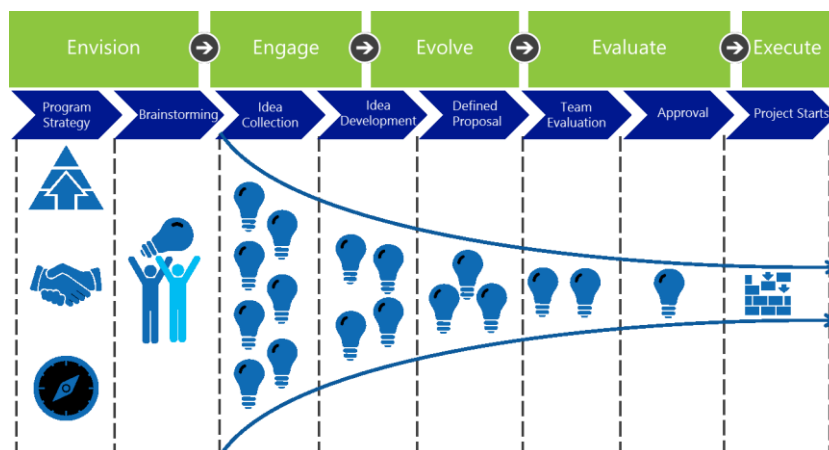 Envision
Engage
Evolve
Evaluate
Execute
Program
Strategy
Brainstorming
Idea
Collection
Idea
Development
Defined
Proposal
Team
Evaluation
Approval
Project Starts